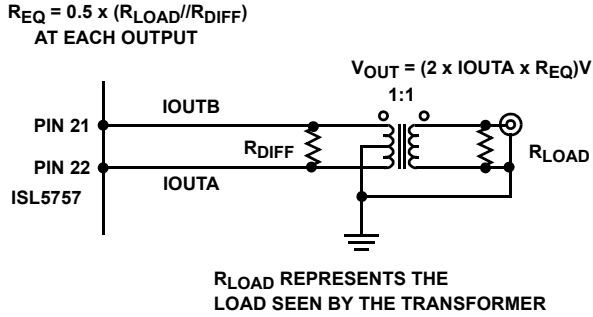 REQ = 0.5 x (RLOAD//RDIFF)
AT EACH OUTPUT
VOUT = (2 x IOUTA x REQ)V
1:1
IOUTB
PIN 21
RDIFF
RLOAD
PIN 22
IOUTA
ISL5757
RLOAD REPRESENTS THE
LOAD SEEN BY THE TRANSFORMER